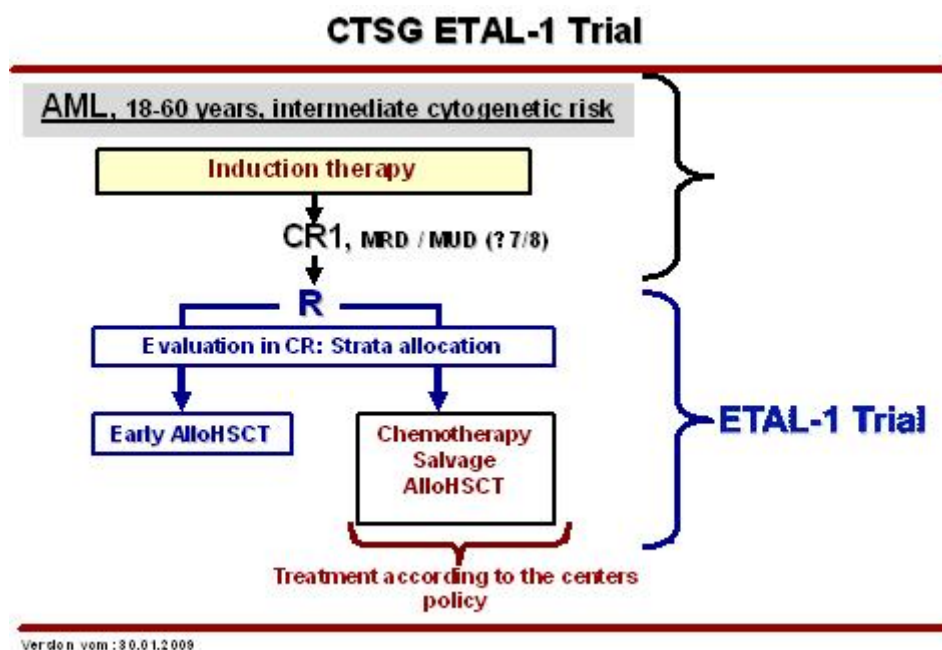 CTSG ETAL-1 Trial
AML, 18-60 years, intermediate cytogenetic risk
Induction therapy
CR1, MRD / MUD (? 7/8)
R
Evaluation in CR: Strata allocation
Early AlloHSCT
Chemotherapy
Salvage
AlloHSCT
ETAL-1 Trial
Treatment according to the centers
policy
Version vom : 30.01.2009